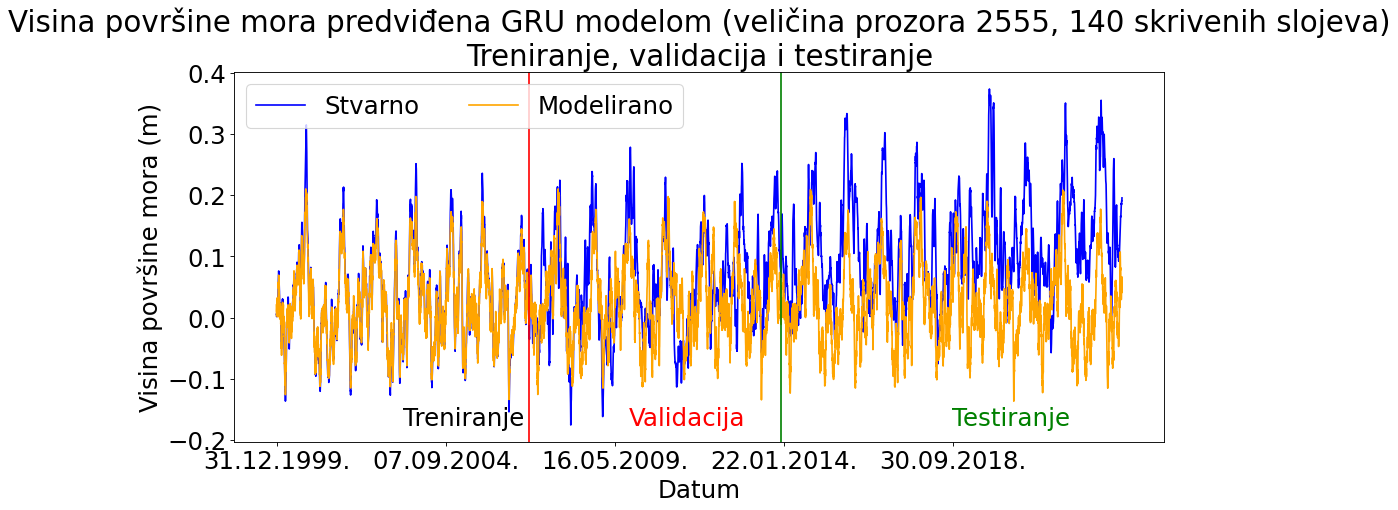 Visina površine mora predviđena GRU modelom (veličina prozora 2555, 140 skrivenih slojeva)
Treniranje, validacija i testiranje
Stvarno
Modelirano
Visina površine mora (m)
0.4
0.3
0.2
0.1
0.0
−0.1
−0.2
Treniranje
Validacija
Testiranje
31.12.1999.
07.09.2004.
16.05.2009.
22.01.2014.
30.09.2018.
Datum